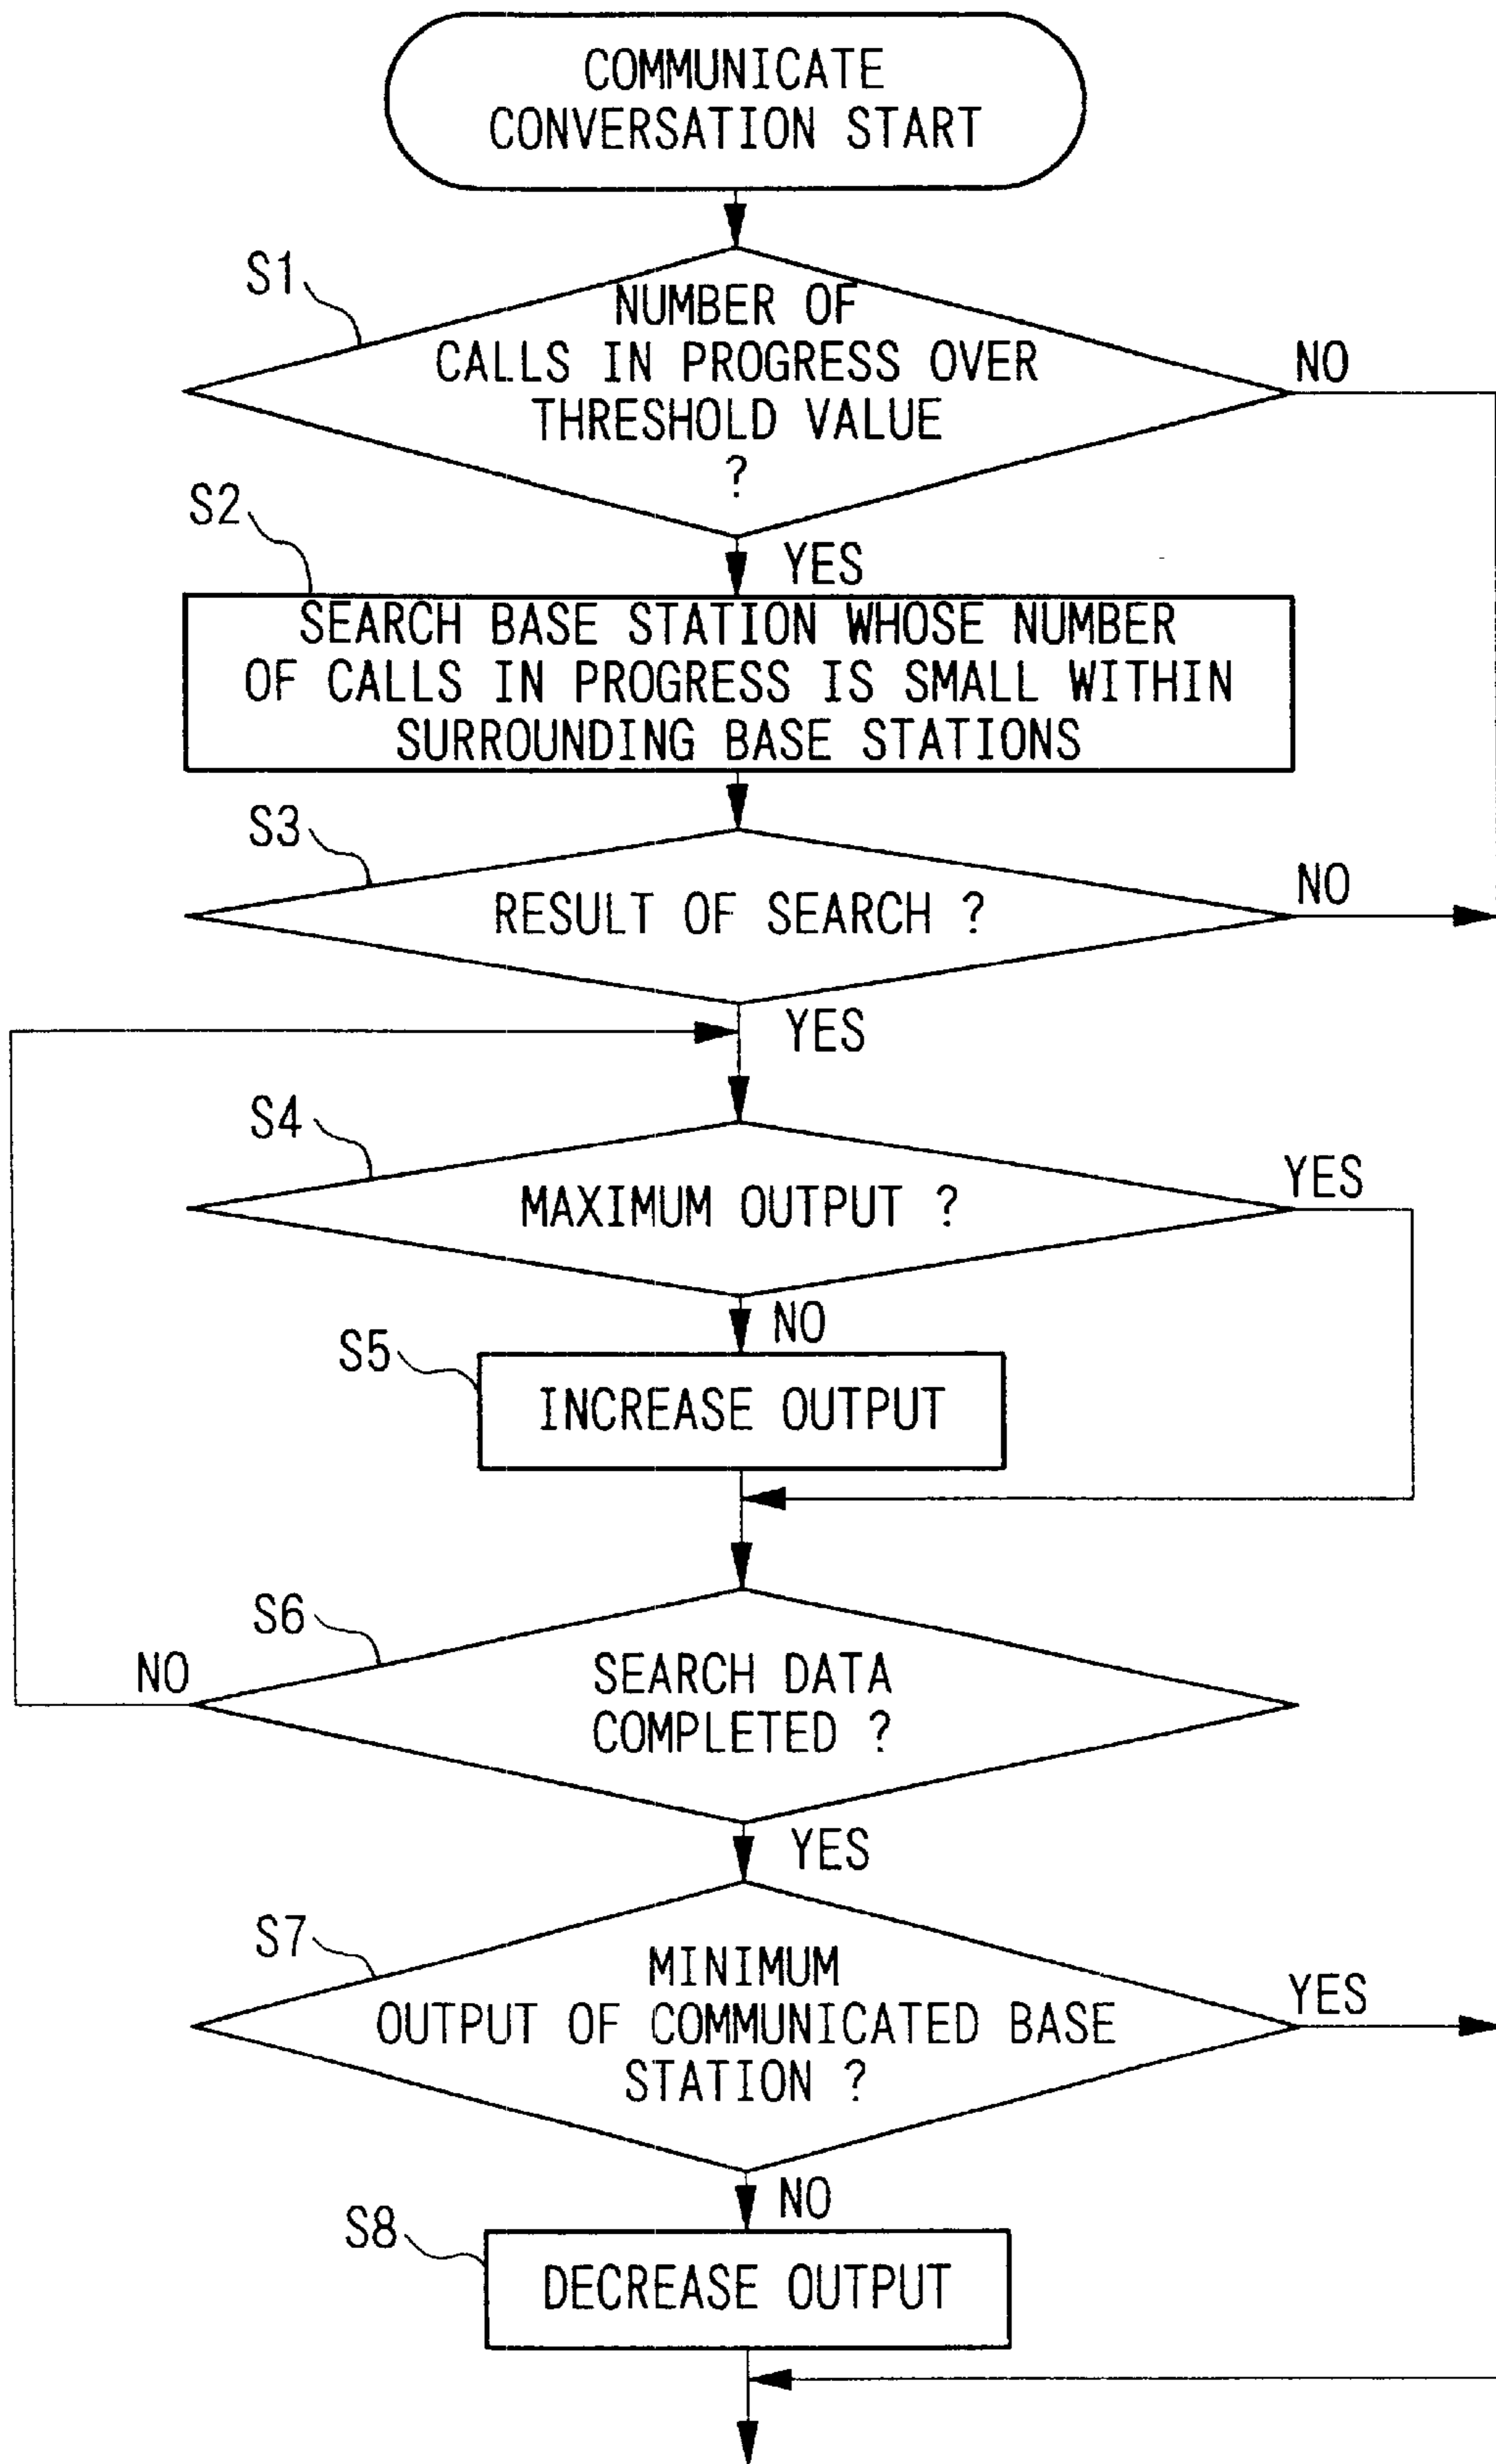 COMMUNICATE
CONVERSATION START
S1
NUMBER OF
CALLS IN PROGRESS OVER
THRESHOLD VALUE
?
NO
S2
YES
SEARCH BASE STATION WHOSE NUMBER
OF CALLS IN PROGRESS IS SMALL WITHIN
SURROUNDING BASE STATIONS
S3
RESULT OF SEARCH ?
NO
YES
S4
MAXIMUM OUTPUT ?
YES
NO
S5
INCREASE OUTPUT
S6
NO
SEARCH DATA
COMPLETED ?
YES
S7
MINIMUM
OUTPUT OF COMMUNICATED BASE
STATION ?
YES
NO
S8
DECREASE OUTPUT